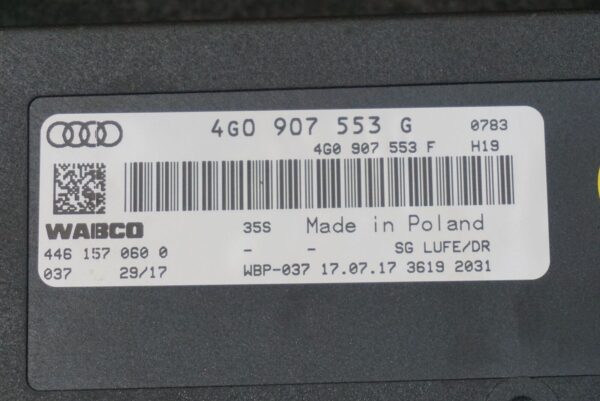 4G0 907 553 G 0783
4G0 907 553 F H19
WABCO 35S Made in Poland
446 157 060 0 - - SG LUFE/DR
037 29/17 WBP-037 17.07.17 3619 2031